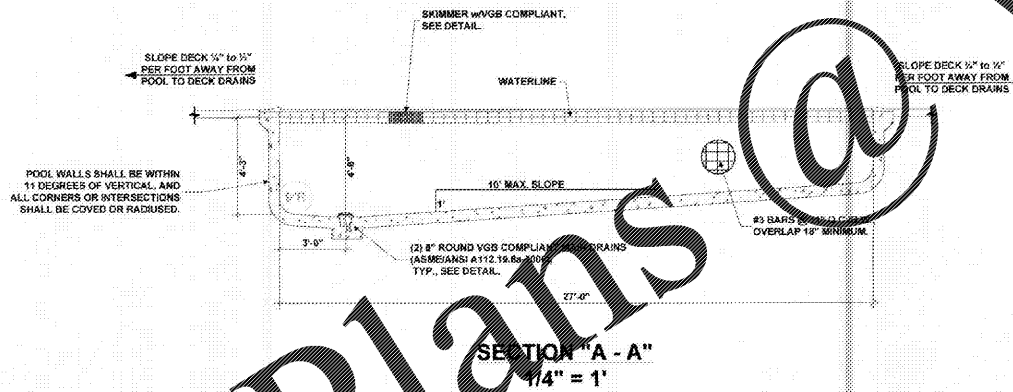 SKIMMER w/VGB COMPLIANT,
SEE DETAIL.
SLOPE DECK ¼" to ½"
PER FOOT AWAY FROM
POOL TO DECK DRAINS
WATERLINE
SLOPE DECK ¼" to ½"
PER FOOT AWAY FROM
POOL TO DECK DRAINS
4'-3"
4'-6"
POOL WALLS SHALL BE WITHIN
11 DEGREES OF VERTICAL, AND
ALL CORNERS OR INTERSECTIONS
SHALL BE COVED OR RADIUSED.
10' MAX. SLOPE
1'
#3 BARS
OVERLAP 18" MINIMUM.
3'-0"
(2) 8" ROUND VGB COMPLIANT MAIN DRAINS
(ASME/ANSI A112.19.8a
TYP., SEE DETAIL.
27'-0"
SECTION "A - A"
1/4" = 1'
Plans @